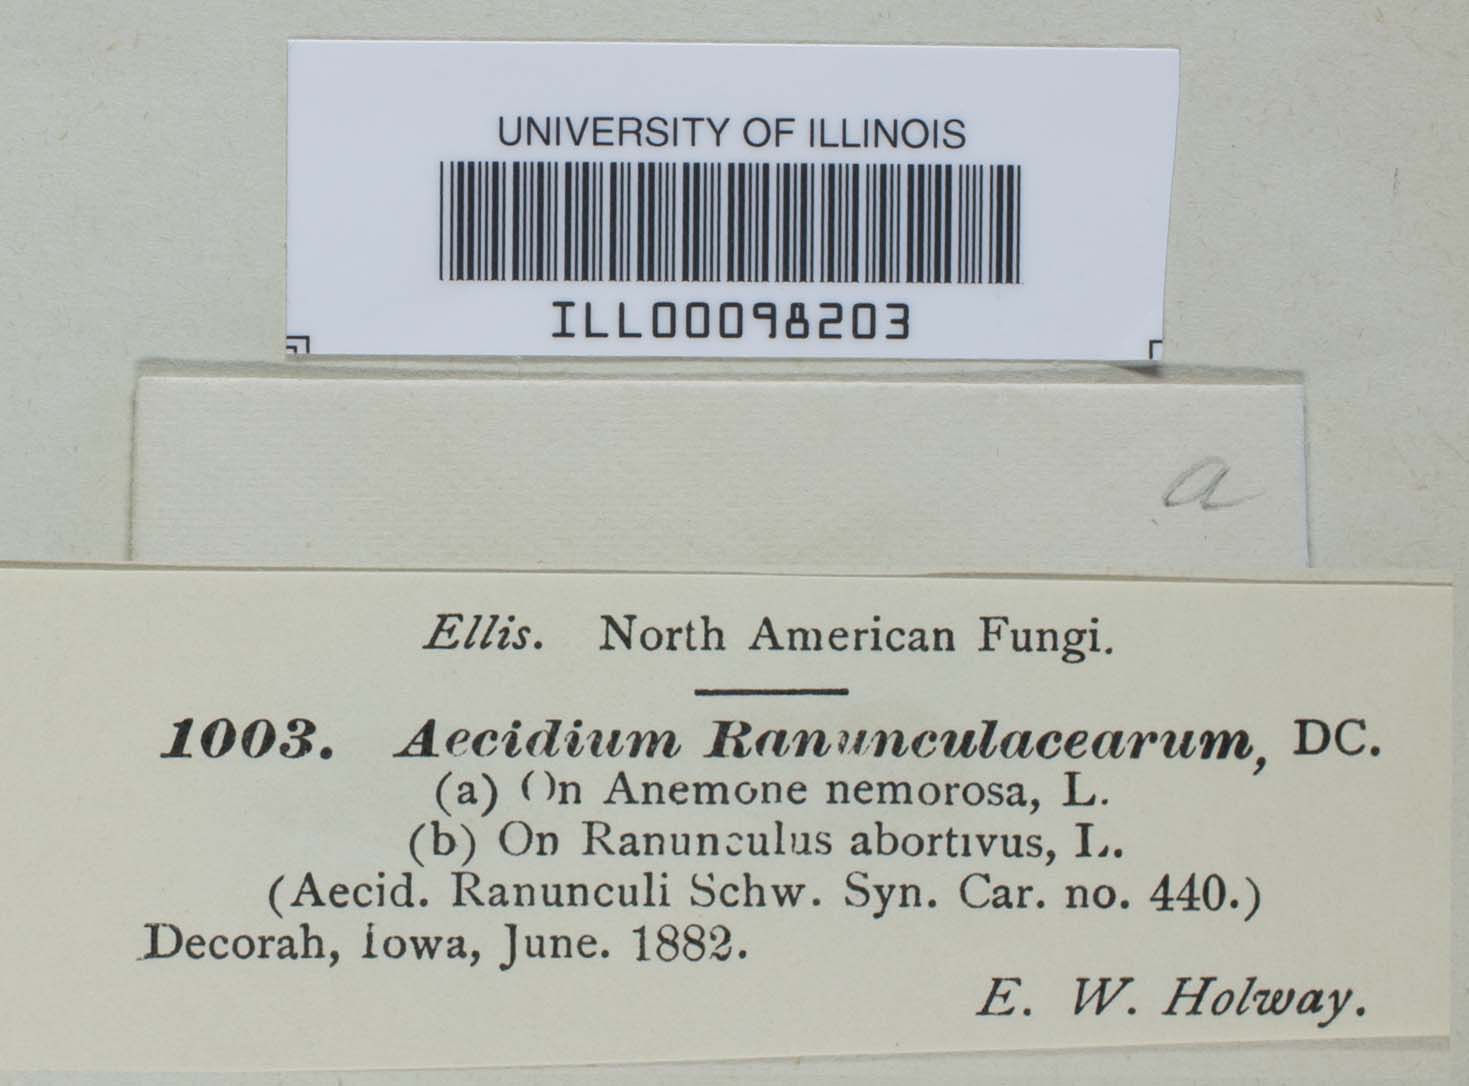 UNIVERSITY OF ILLINOIS
ILL00098203
a
Ellis. North American Fungi.
1003. Aecidium Ranunculacearum, DC.
(a) On Anemone nemorosa, L.
(b) On Ranunculus abortivus, L.
(Aecid. Ranunculi Schw. Syn. Car. no. 440.)
Decorah, Iowa, June. 1882.
E. W. Holway.